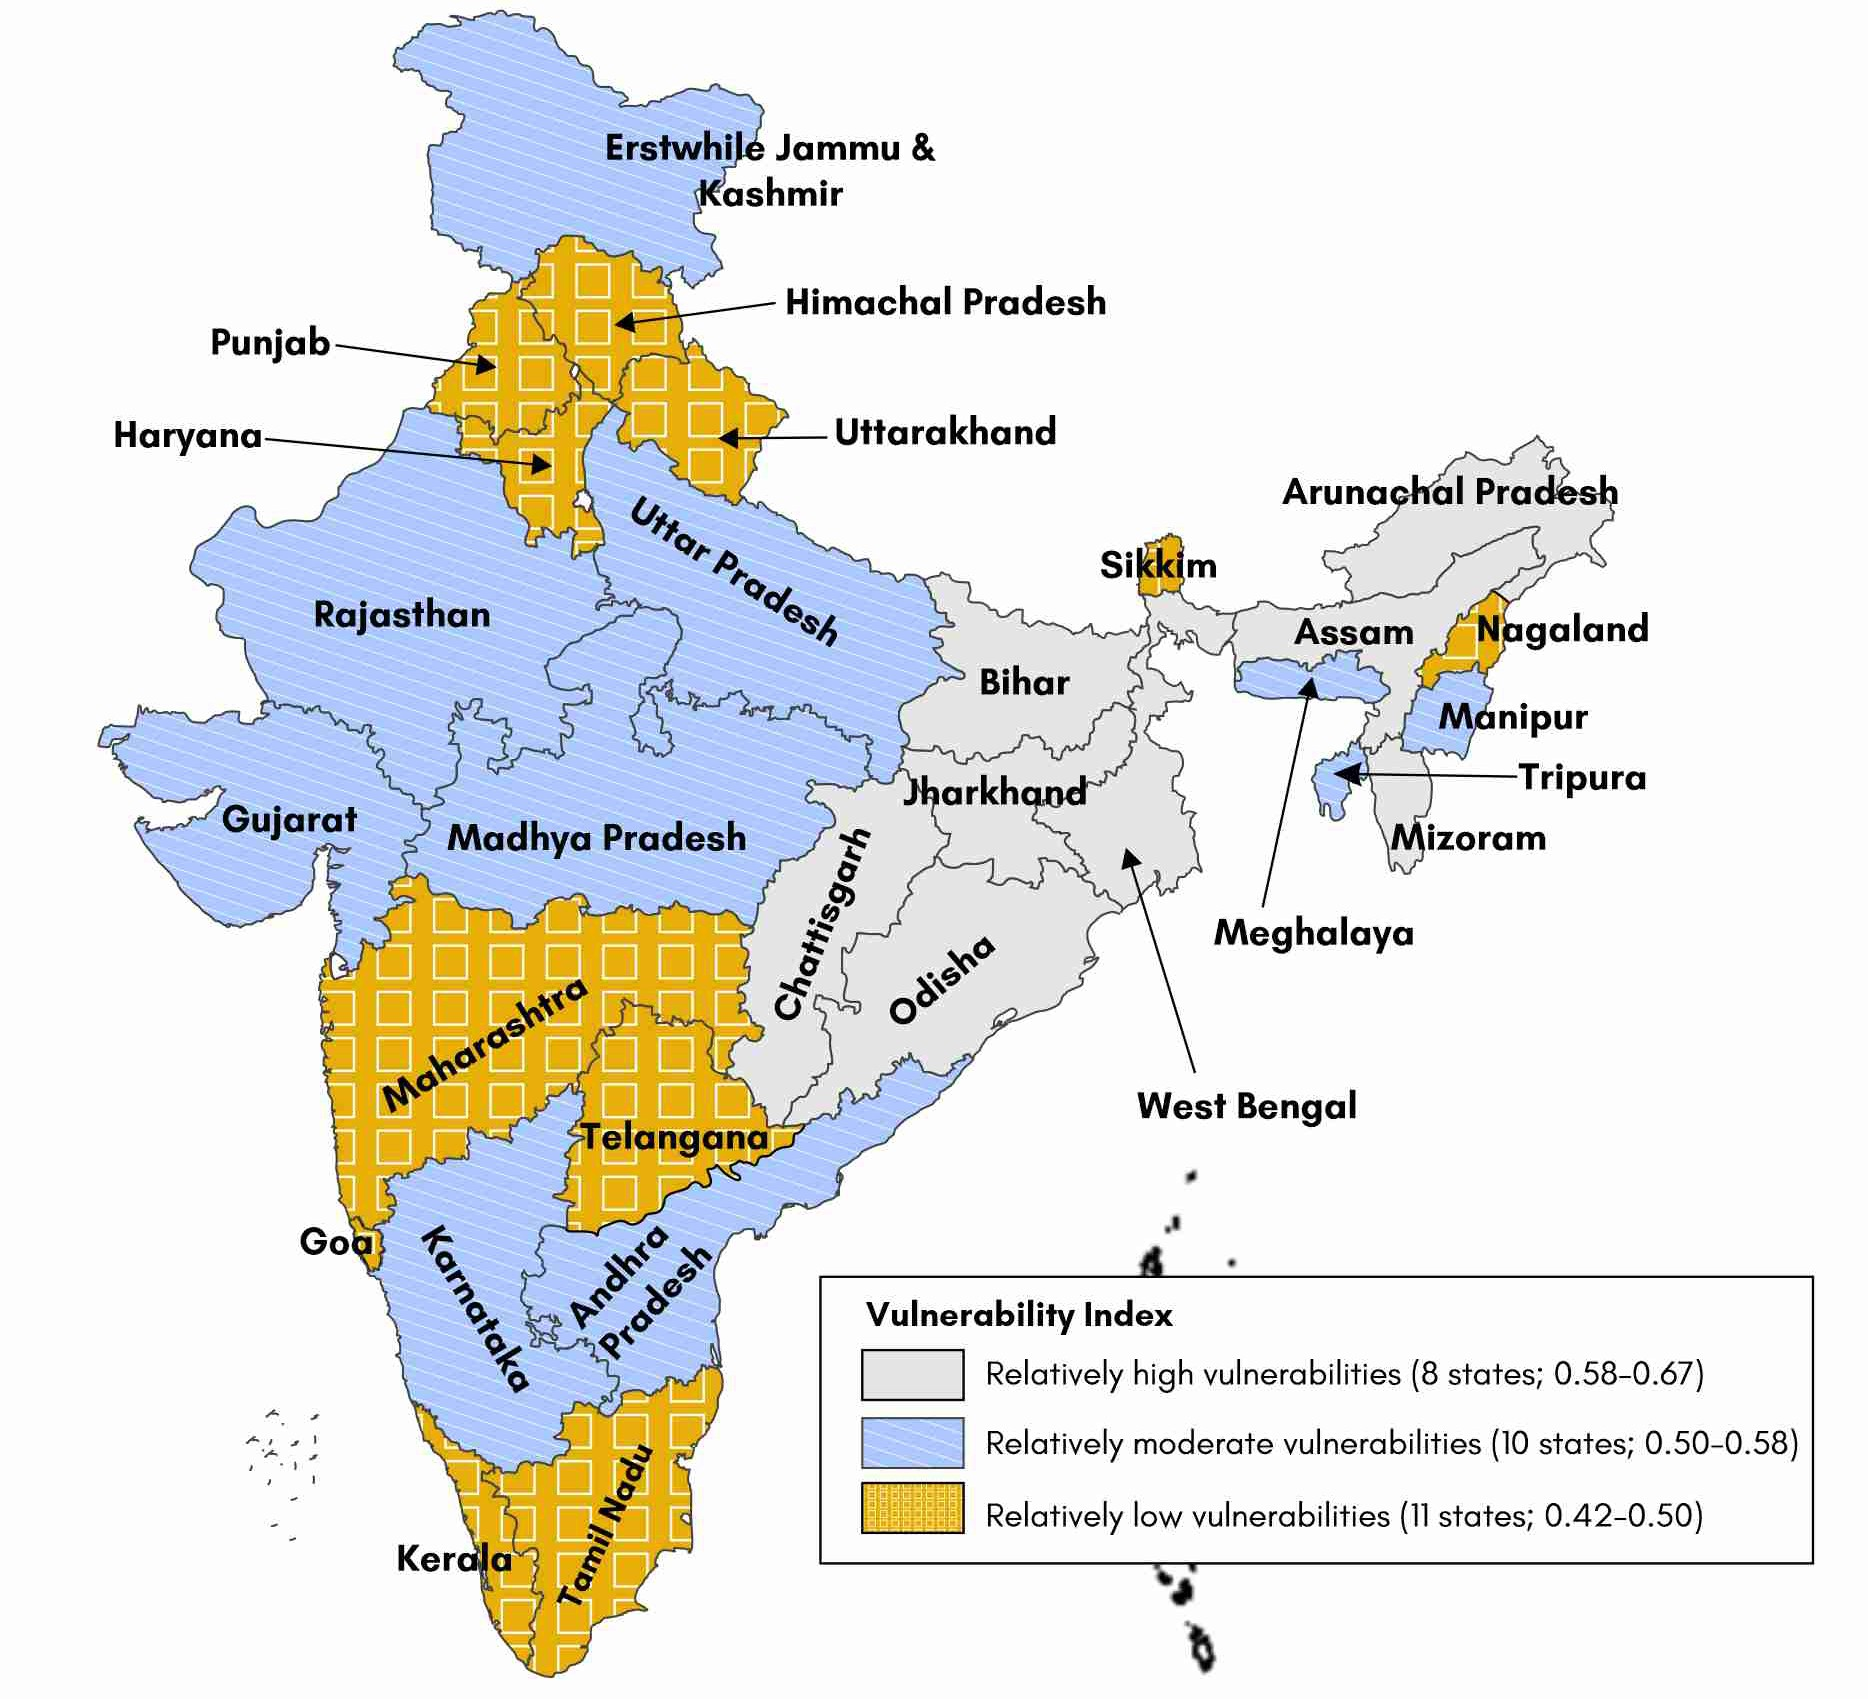 Erstwhile Jammu &
Kashmir
Himachal Pradesh
Punjab
Haryana
Uttarakhand
Arunachal Pradesh
Uttar Pradesh
Sikkim
Rajasthan
Assam
Nagaland
Bihar
Manipur
Tripura
Jharkhand
Gujarat
Madhya Pradesh
Mizoram
Chattisgarh
Meghalaya
Odisha
Maharashtra
West Bengal
Telangana
Goa
Karnataka
Andhra
Pradesh
Vulnerability Index
Relatively high vulnerabilities (8 states; 0.58-0.67)
Relatively moderate vulnerabilities (10 states; 0.50-0.58)
Relatively low vulnerabilities (11 states; 0.42-0.50)
Kerala
Tamil Nadu